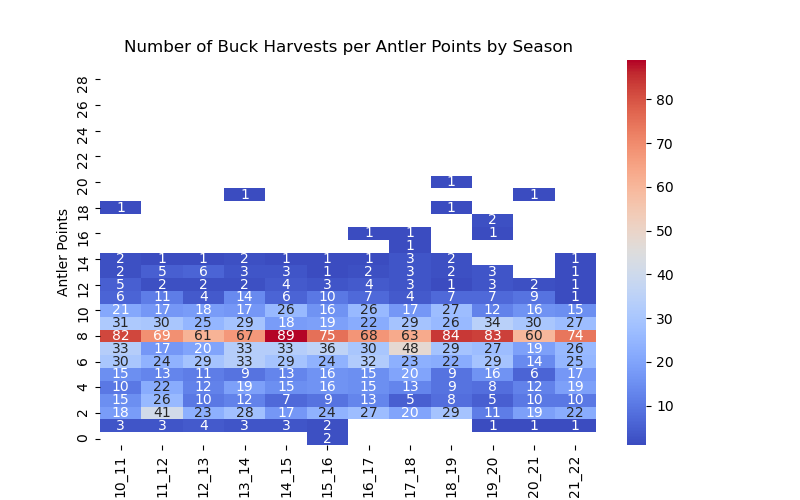 Number of Buck Harvests per Antler Points by Season
Antler Points
28
26
24
22
20 1
1 1
18 1 1
2
16 1 1 1
1
14 2 1 1 2 1 1 1 3 2 1
2 5 6 3 3 1 2 3 2 3 1
12 5 2 2 2 4 3 4 3 1 3 2 1
6 11 4 14 6 10 7 4 7 7 9 1
10 21 17 18 17 26 16 26 17 27 12 16 15
31 30 25 29 18 19 22 29 26 34 30 27
8 82 69 61 67 89 75 68 63 84 83 60 74
33 17 20 33 33 36 30 48 29 27 19 26
6 30 24 29 33 29 24 32 23 22 29 14 25
15 13 11 9 13 16 15 20 9 16 6 17
4 10 22 12 19 15 16 15 13 9 8 12 19
15 26 10 12 7 9 13 5 8 5 10 10
2 18 41 23 28 17 24 27 20 29 11 19 22
3 3 4 3 3 2 1 1 1
0 2
10_11 11_12 12_13 13_14 14_15 15_16 16_17 17_18 18_19 19_20 20_21 21_22
80
70
60
50
40
30
20
10